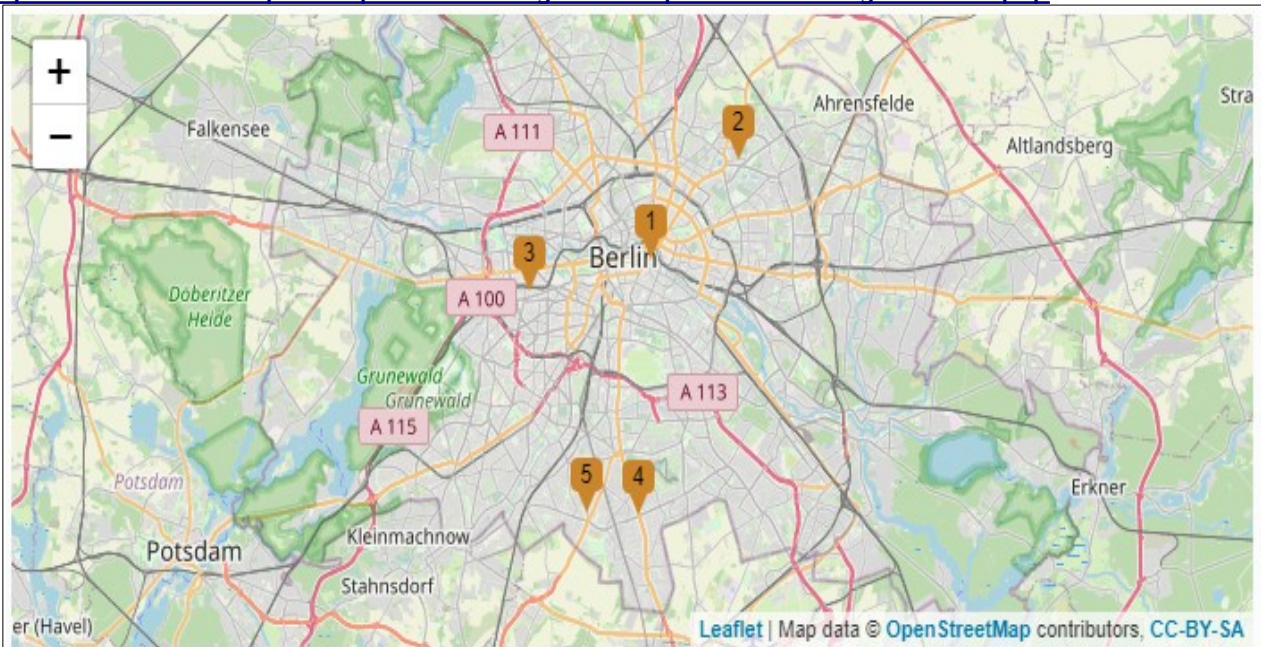 +
−
Falkensee
A 111
2
Ahrensfelde
Stra
Altlandsberg
1
3
Berlin
Döberitzer
Heide
A 100
Grunewald
Grunewald
A 113
A 115
5
4
Potsdam
Erkner
Kleinmachnow
Potsdam
Stahnsdorf
er (Havel)
Leaflet | Map data © OpenStreetMap contributors, CC-BY-SA